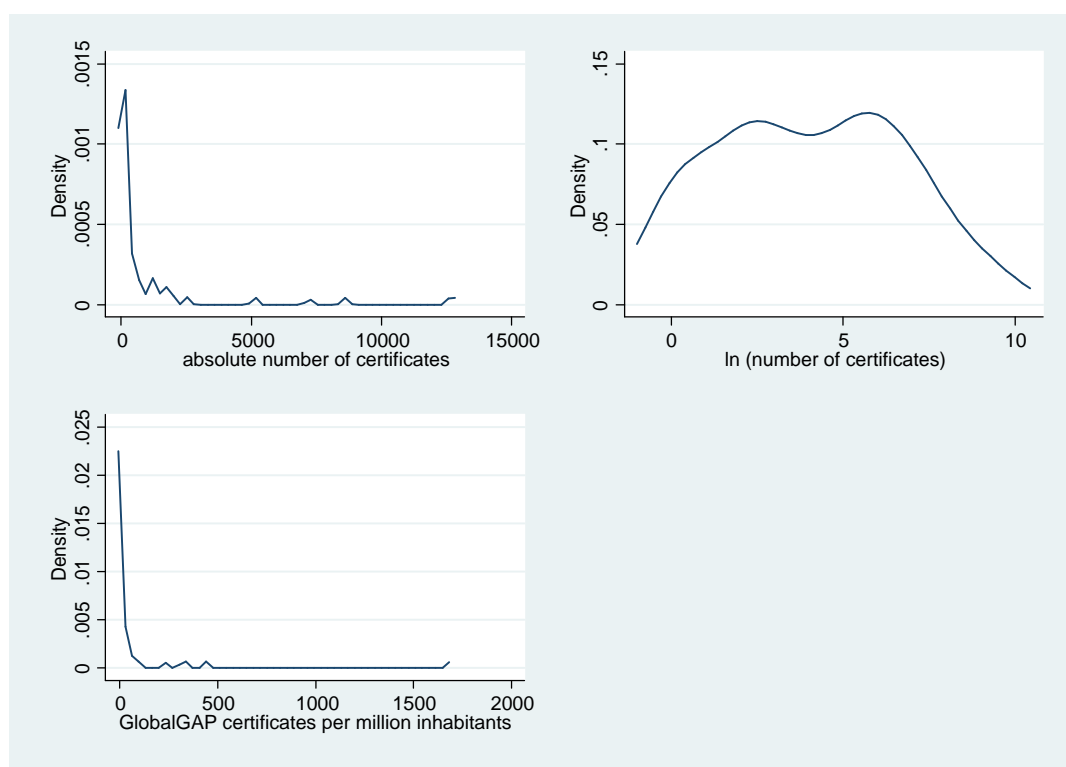 Density
.0015
.001
.0005
0
0 5000 10000 15000
absolute number of certificates
Density
.15
.1
.05
0
0 5 10
ln (number of certificates)
Density
.025
.02
.015
.01
.005
0
0 500 1000 1500 2000
GlobalGAP certificates per million inhabitants